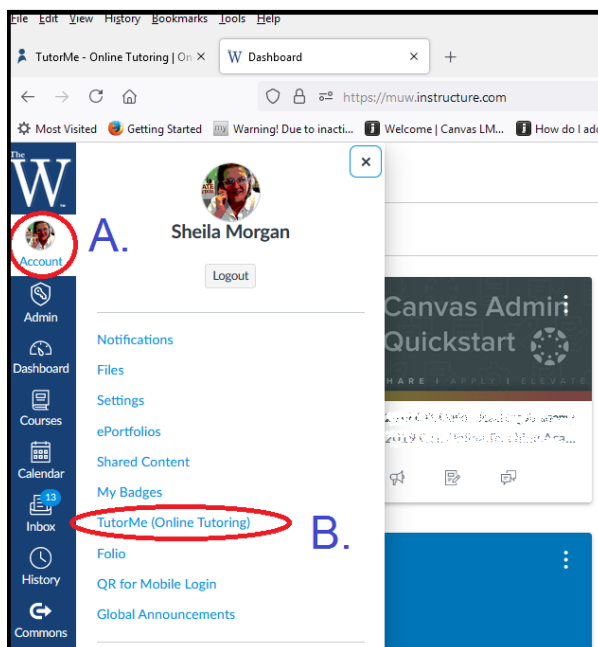 File Edit View History Bookmarks Tools Help
TutorMe - Online Tutoring | On
W Dashboard
https://muw.instructure.com
Most Visited Getting Started Warning! Due to inacti... Welcome | Canvas LM... How do I add
The
W
Account
A.
Sheila Morgan
Logout
Admin
Dashboard
Courses
Calendar
13
Inbox
History
Commons
Notifications
Files
Settings
ePortfolios
Shared Content
My Badges
TutorMe (Online Tutoring)
B.
Folio
QR for Mobile Login
Global Announcements
Canvas Admin
Quickstart
SHARE | APPLY | ELEVATE